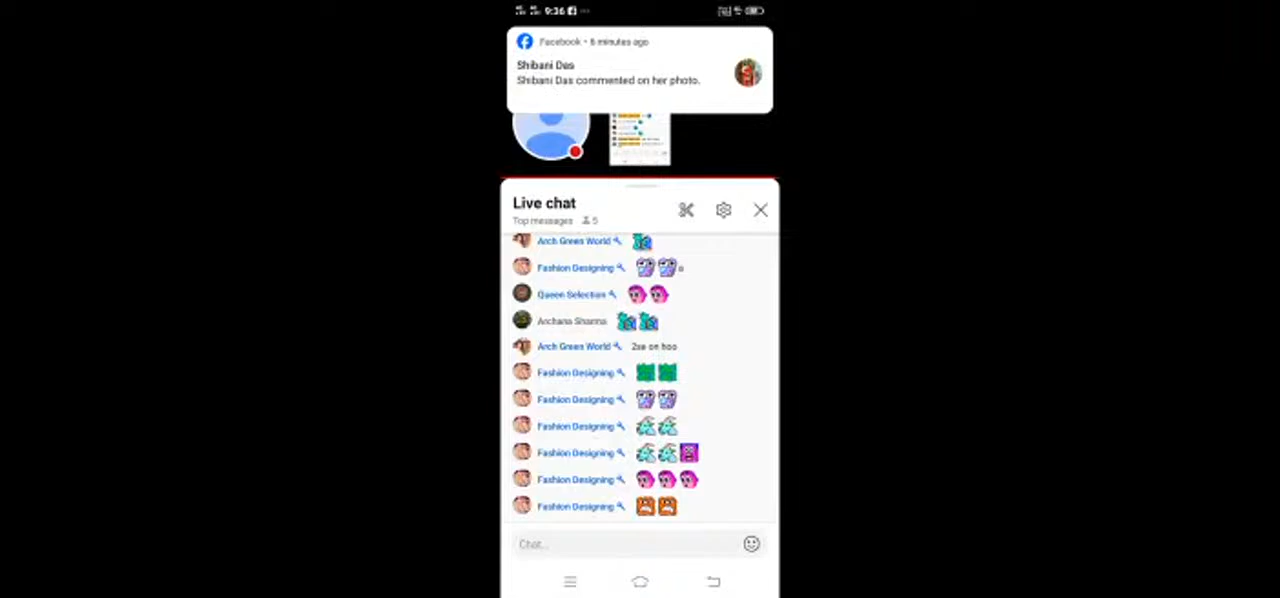 9:36
Facebook • 6 minutes ago
Shibani Das
Shibani Das commented on her photo.
Live chat
Top messages 5
Arch Green World
Fashion Designing
Queen Selection
Archana Sharma
Arch Green World 2se on hoo
Fashion Designing
Fashion Designing
Fashion Designing
Fashion Designing
Fashion Designing
Fashion Designing
Chat...